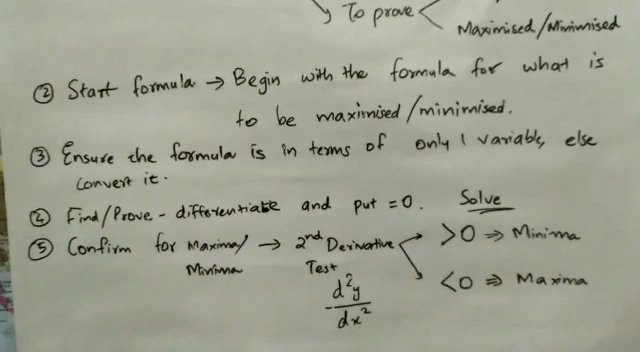 ↘ To prove <
Maximised/Minimised
② Start formula → Begin with the formula for what is
to be maximised/minimised.
③ Ensure the formula is in terms of only 1 variable, else
convert it.
④ Find/Prove - differentiate and put =0. Solve
⑤ Confirm for Maxima/ → 2nd Derivative >0 ⇒ Minima
Minima Test <0 ⇒ Maxima
d²y
dx²